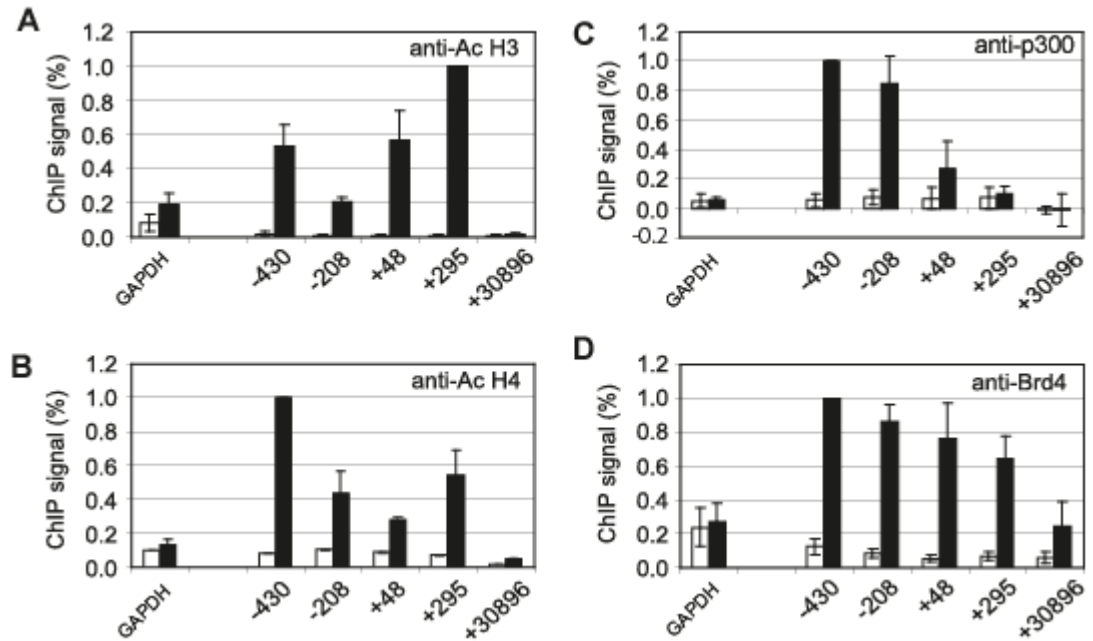 A
anti-Ac H3
ChIP signal (%)
1.2
1.0
0.8
0.6
0.4
0.2
0.0
GAPDH -430 -208 +48 +295 +30896
B
anti-Ac H4
ChIP signal (%)
1.2
1.0
0.8
0.6
0.4
0.2
0.0
GAPDH -430 -208 +48 +295 +30896
C
anti-p300
ChIP signal (%)
1.2
1.0
0.8
0.6
0.4
0.2
0.0
-0.2
GAPDH -430 -208 +48 +295 +30896
D
anti-Brd4
ChIP signal (%)
1.2
1.0
0.8
0.6
0.4
0.2
0.0
GAPDH -430 -208 +48 +295 +30896